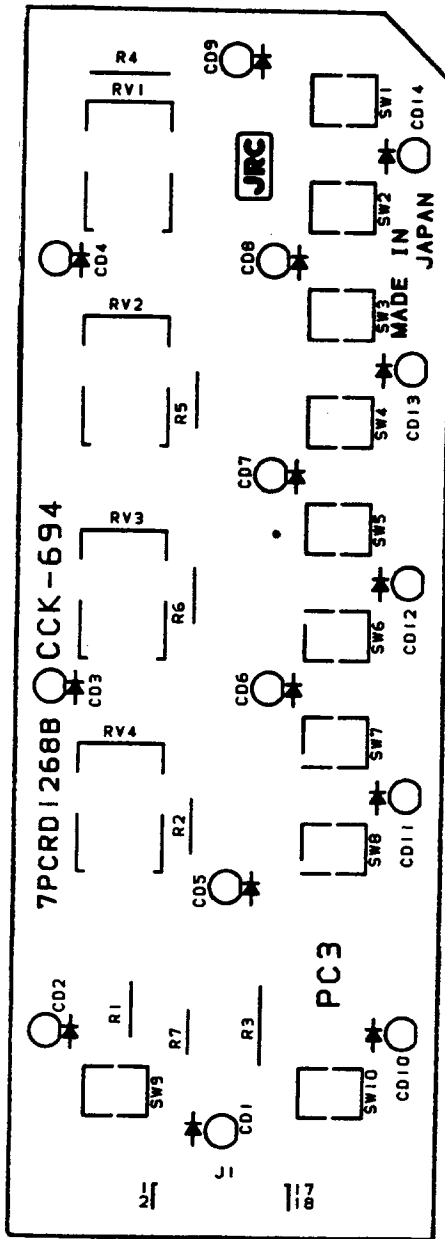 R4
CD9
RV1
SW1
CD14
JRC
SW2
CD4
CD8
MADE IN
JAPAN
RV2
SW3
R5
CD13
SW4
CD7
RV3
SW5
7PCRD1268B CCK-694
R6
CD12
SW6
CD3
CD6
RV4
SW7
R2
CD11
SW8
CD5
CD2
R1
R7
R3
PC3
SW9
CD10
SW10
CD1
J1
1
2
17
18